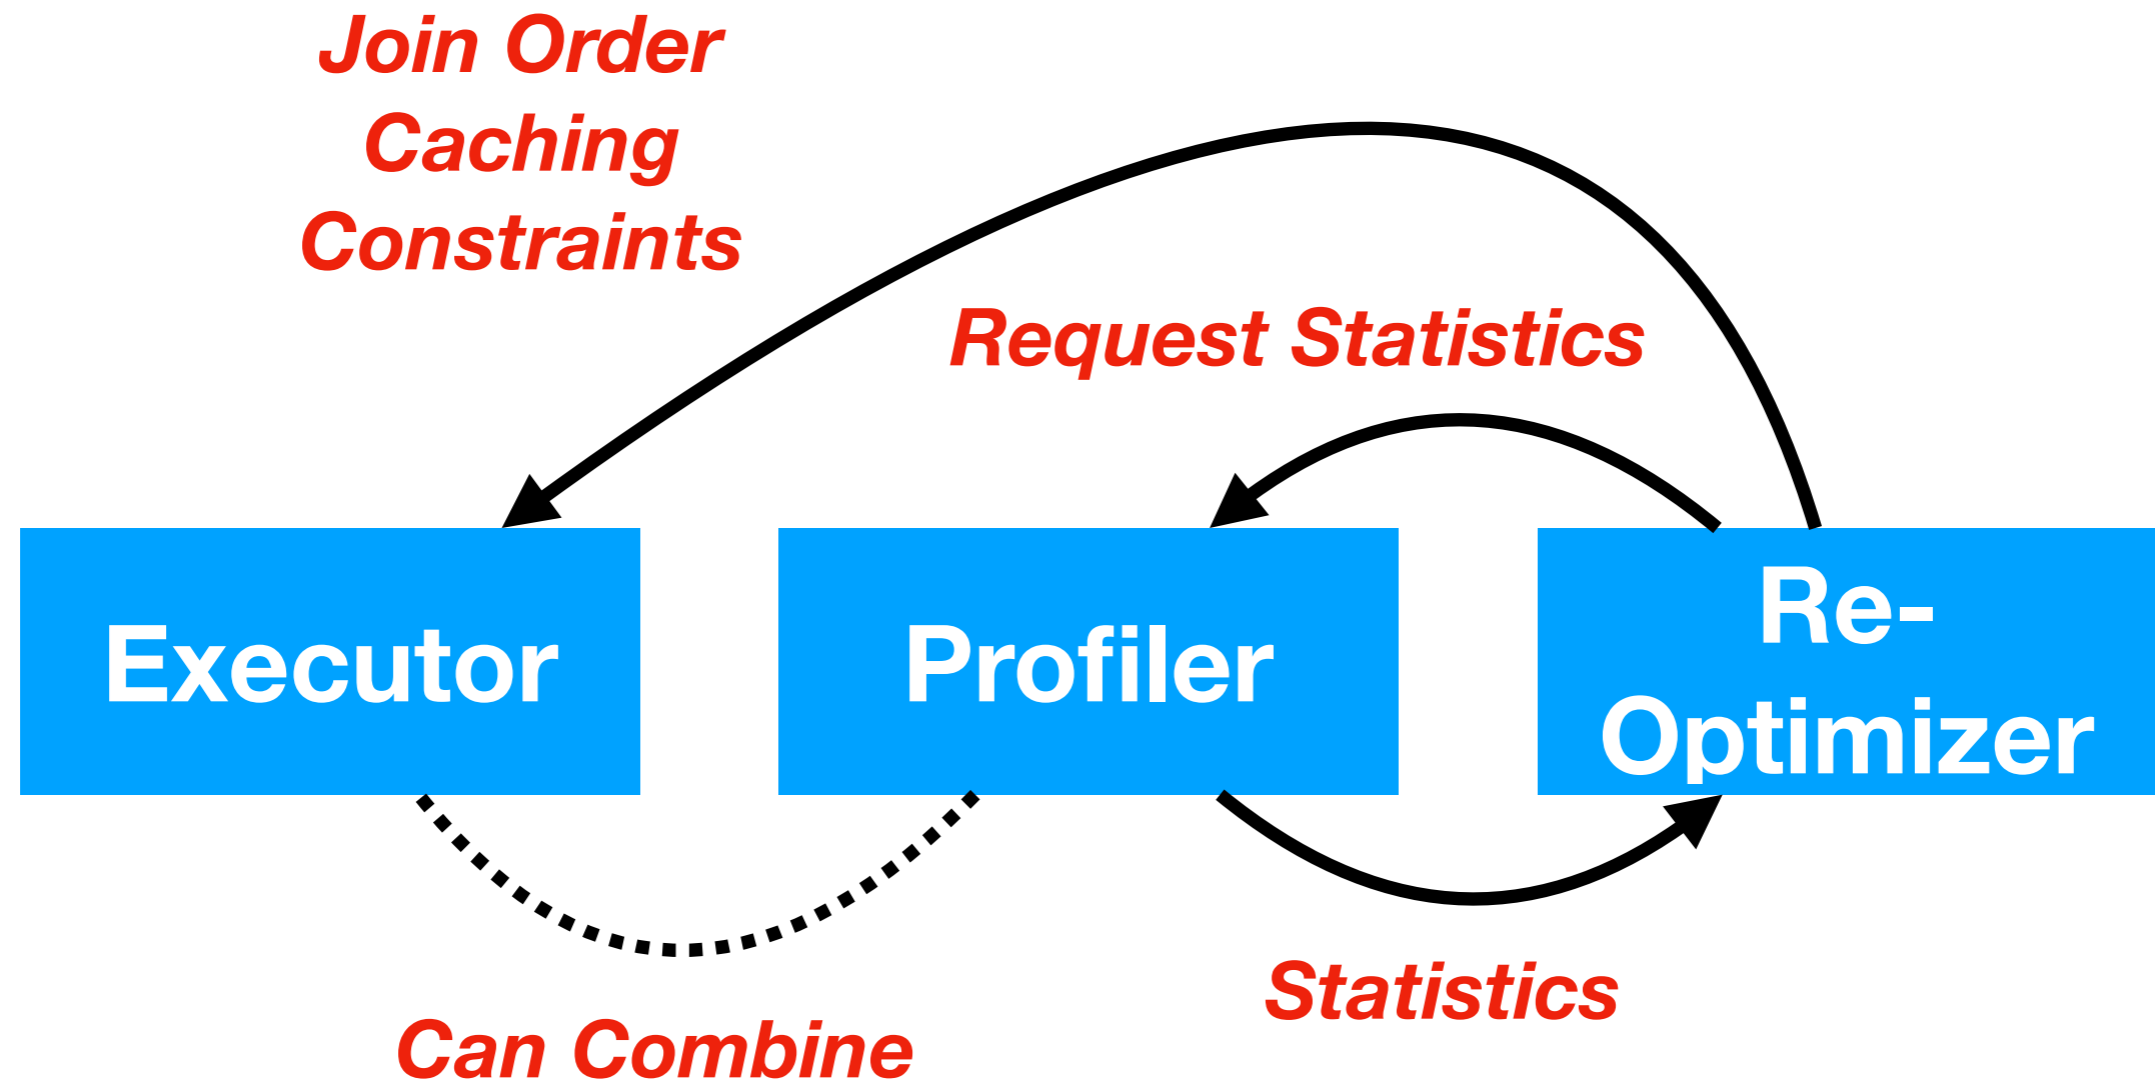 Join Order
Caching
Constraints
Request Statistics
Executor
Profiler
Re-
Optimizer
Statistics
Can Combine